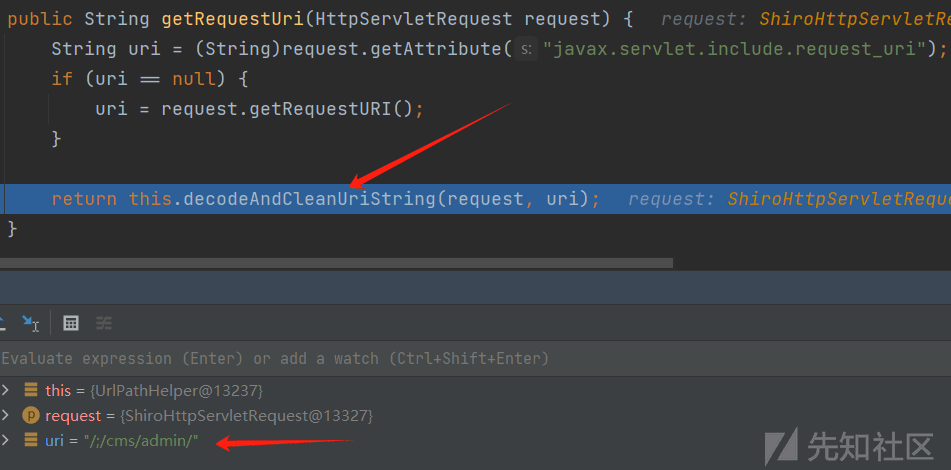 public String getRequestUri(HttpServletRequest request) {  request: ShiroHttpServletRe
String uri = (String)request.getAttribute( s: "javax.servlet.include.request_uri");
if (uri == null) {
uri = request.getRequestURI();
}
return this.decodeAndCleanUriString(request, uri);  request: ShiroHttpServletReque
}
Evaluate expression (Enter) or add a watch (Ctrl+Shift+Enter)
this = {UrlPathHelper@13237}
p request = {ShiroHttpServletRequest@13327}
uri = "/;/cms/admin/"
先知社区